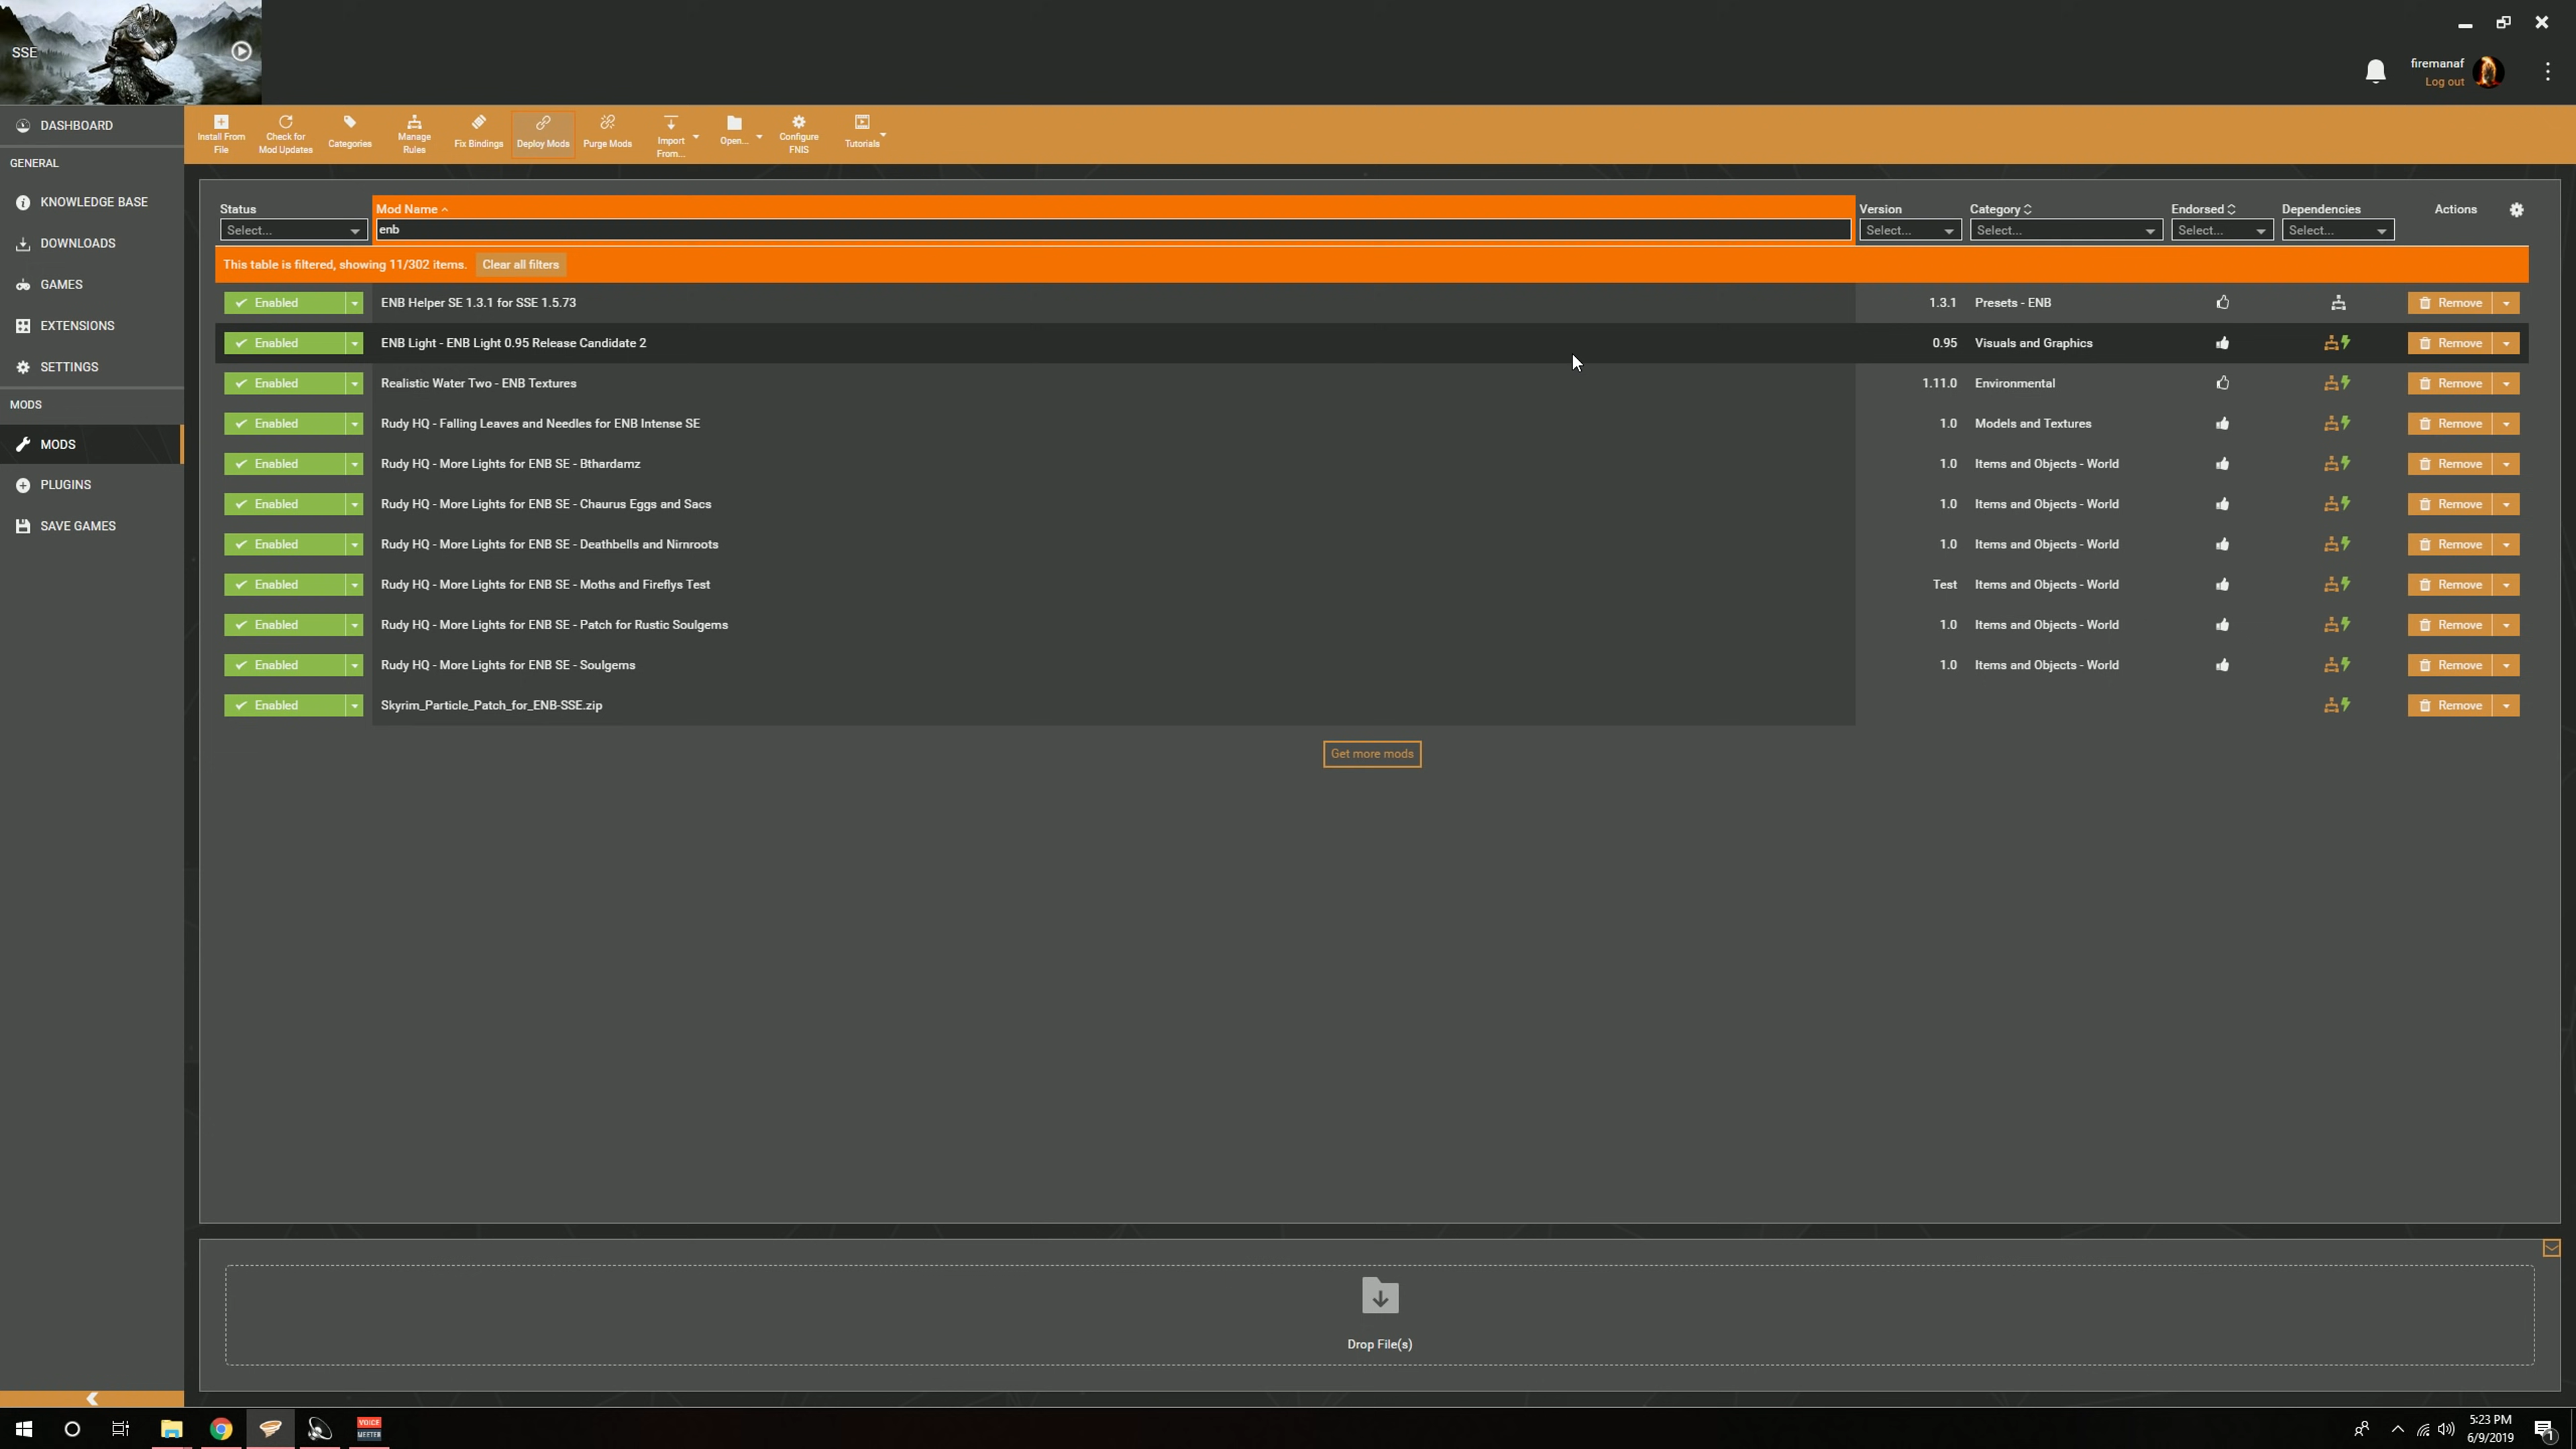 SSE
firemanaf
Log out
DASHBOARD
GENERAL
KNOWLEDGE BASE
DOWNLOADS
GAMES
EXTENSIONS
SETTINGS
MODS
MODS
PLUGINS
SAVE GAMES
Install From File
Check for Mod Updates
Categories
Manage Rules
Fix Bindings
Deploy Mods
Purge Mods
Import From...
Open...
Configure FNIS
Tutorials
Status Mod Name Version Category Endorsed Dependencies Actions
Select... enb Select... Select... Select... Select...
This table is filtered, showing 11/302 items. Clear all filters
Enabled ENB Helper SE 1.3.1 for SSE 1.5.73 1.3.1 Presets - ENB Remove
Enabled ENB Light - ENB Light 0.95 Release Candidate 2 0.95 Visuals and Graphics Remove
Enabled Realistic Water Two - ENB Textures 1.11.0 Environmental Remove
Enabled Rudy HQ - Falling Leaves and Needles for ENB Intense SE 1.0 Models and Textures Remove
Enabled Rudy HQ - More Lights for ENB SE - Bthardamz 1.0 Items and Objects - World Remove
Enabled Rudy HQ - More Lights for ENB SE - Chaurus Eggs and Sacs 1.0 Items and Objects - World Remove
Enabled Rudy HQ - More Lights for ENB SE - Deathbells and Nirnroots 1.0 Items and Objects - World Remove
Enabled Rudy HQ - More Lights for ENB SE - Moths and Fireflys Test Test Items and Objects - World Remove
Enabled Rudy HQ - More Lights for ENB SE - Patch for Rustic Soulgems 1.0 Items and Objects - World Remove
Enabled Rudy HQ - More Lights for ENB SE - Soulgems 1.0 Items and Objects - World Remove
Enabled Skyrim_Particle_Patch_for_ENB-SSE.zip Remove
Get more mods
Drop File(s)
VOICE
MEETER
5:23 PM
6/9/2019
1